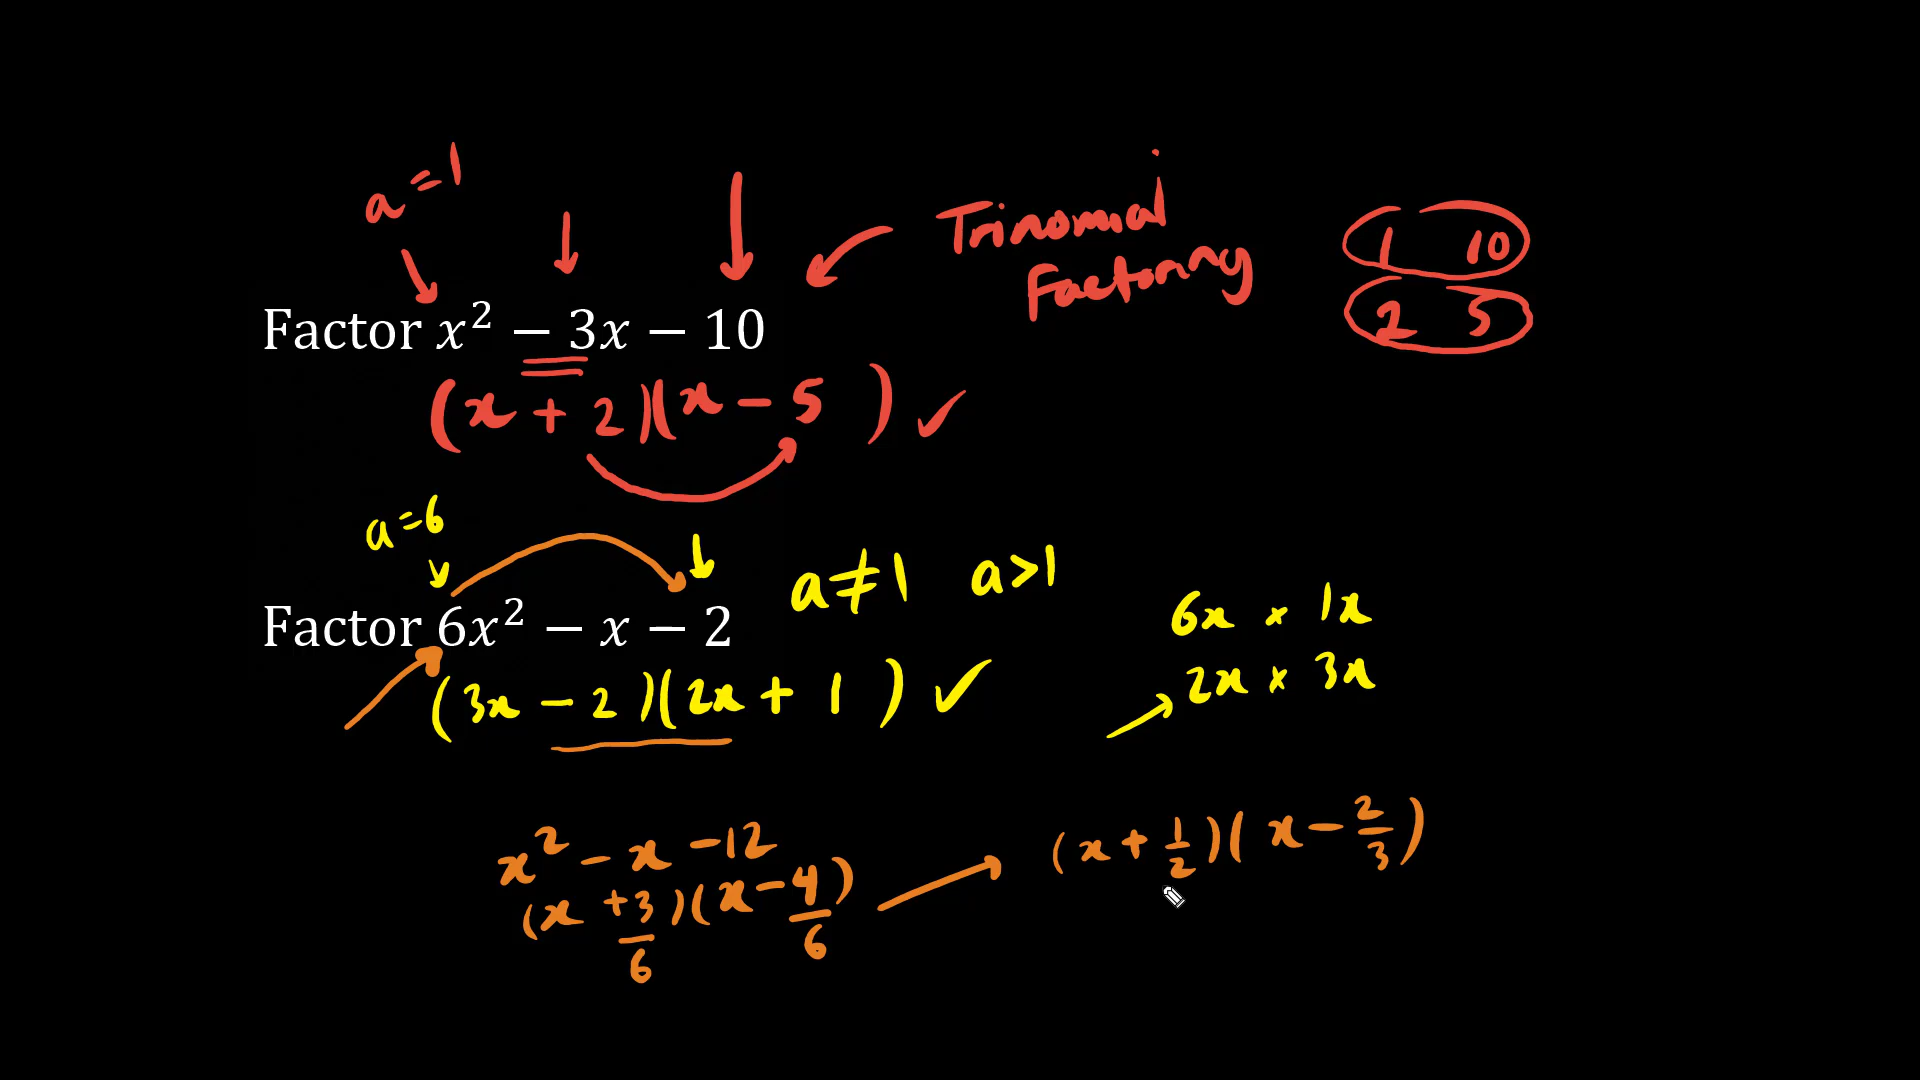 a=1
Trinomial
Factoring
1 10
2 5
Factor x² − 3x − 10
(x + 2)(x − 5)✓
a=6
a≠1 a>1
Factor 6x² − x − 2
6x × 1x
2x × 3x
(3x − 2)(2x + 1)✓
x² − x − 12
(x + 3/6)(x − 4/6)
(x + 1/2)(x − 2/3)